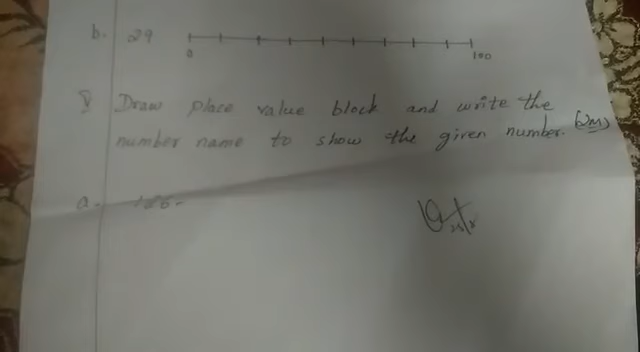 b. 29
0 100
Draw place value block and write the
number name to show the given number. (2M)
a.